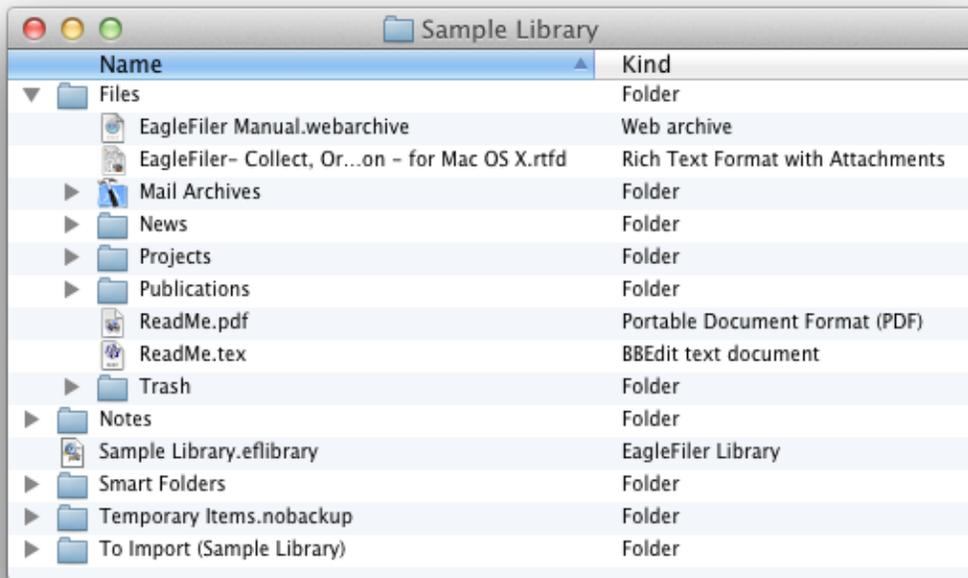 Sample Library
Name Kind
Files Folder
EagleFiler Manual.webarchive Web archive
EagleFiler– Collect, Or...on – for Mac OS X.rtfd Rich Text Format with Attachments
Mail Archives Folder
News Folder
Projects Folder
Publications Folder
ReadMe.pdf Portable Document Format (PDF)
ReadMe.tex BBEdit text document
Trash Folder
Notes Folder
Sample Library.eflibrary EagleFiler Library
Smart Folders Folder
Temporary Items.nobackup Folder
To Import (Sample Library) Folder